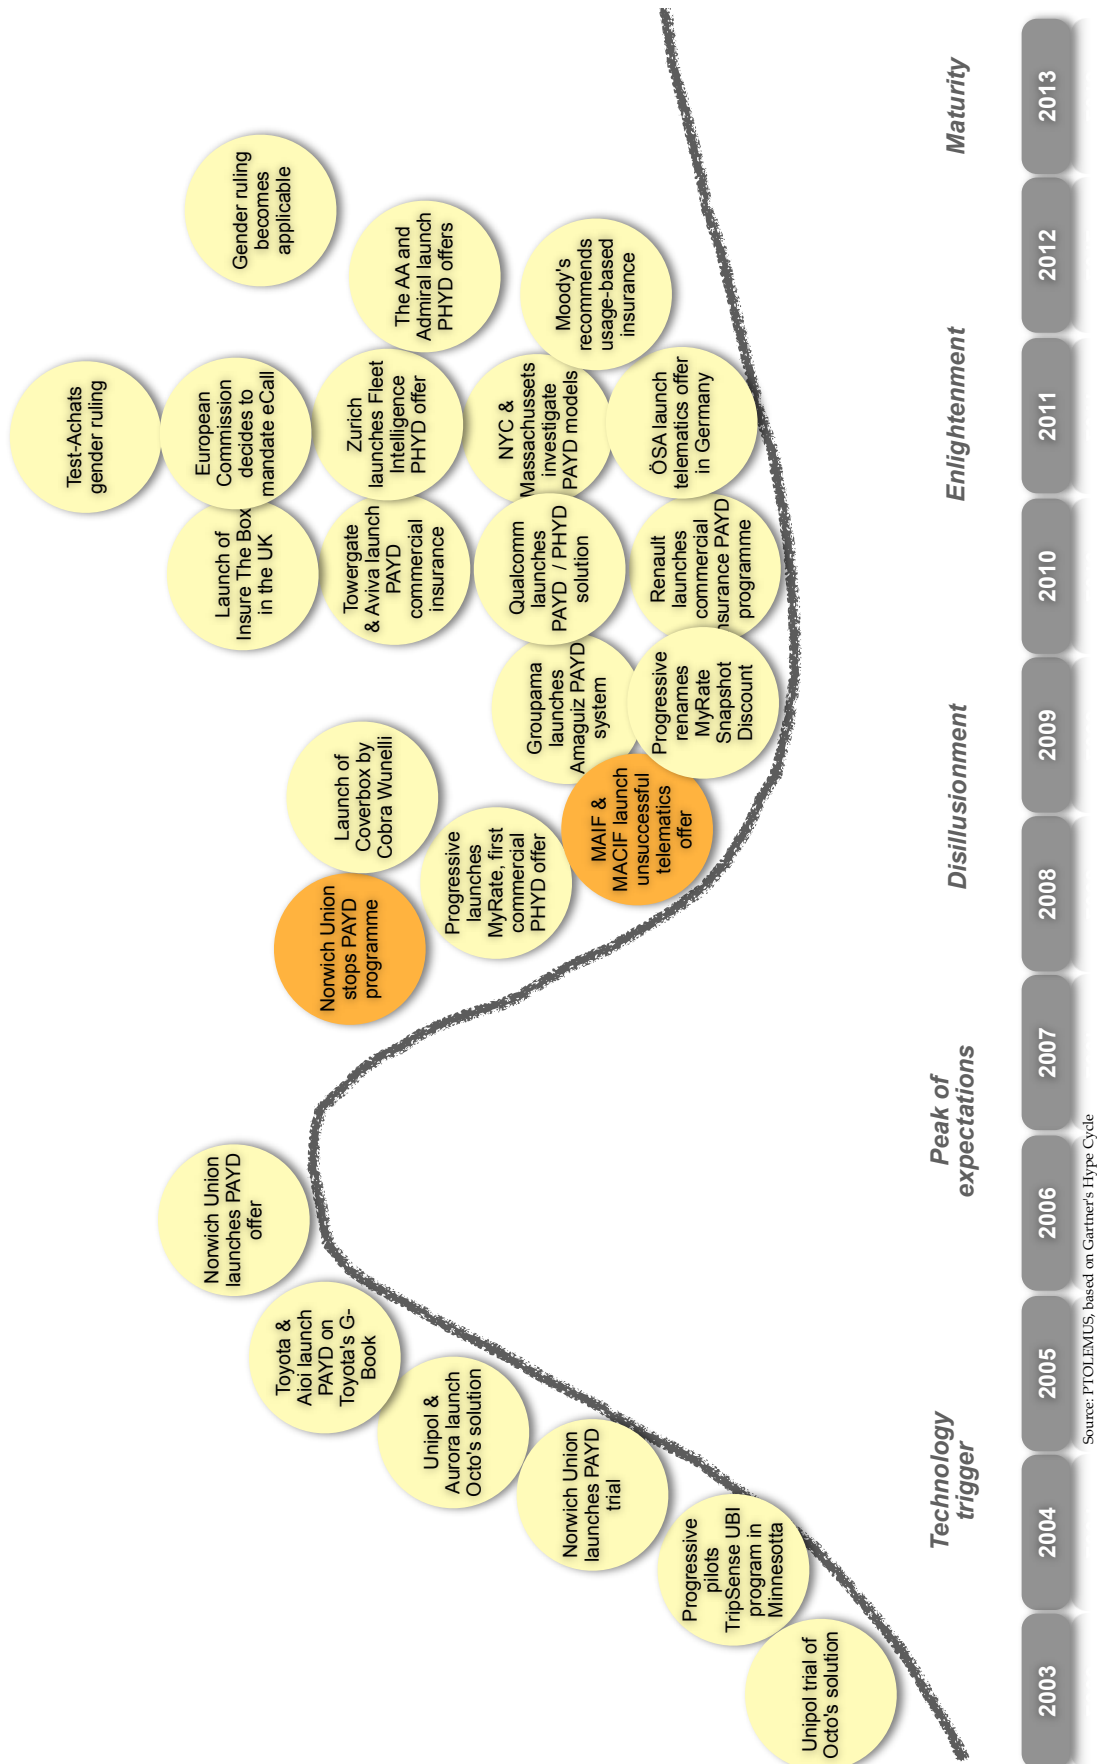 Unipol trial of
Octo's solution
Progressive
pilots
TripSense UBI
program in
Minnesotta
Norwich Union
launches PAYD
trial
Unipol &
Aurora launch
Octo's solution
Toyota &
Aioi launch
PAYD on
Toyota's G-
Book
Norwich Union
launches PAYD
offer
Norwich Union
stops PAYD
programme
Progressive
launches
MyRate, first
commercial
PHYD offer
Launch of
Coverbox by
Cobra Wunelli
MAIF &
MACIF launch
unsuccessful
telematics
offer
Groupama
launches
Amaguiz PAYD
system
Progressive
renames
MyRate
Snapshot
Discount
Launch of
Insure The Box
in the UK
Towergate
& Aviva launch
PAYD
commercial
insurance
Qualcomm
launches
PAYD / PHYD
solution
Renault
launches
commercial
nsurance PAYD
programme
Test-Achats
gender ruling
European
Commission
decides to
mandate eCall
Zurich
launches Fleet
Intelligence
PHYD offer
NYC &
Massachussets
investigate
PAYD models
ÖSA launch
telematics offer
in Germany
Gender ruling
becomes
applicable
The AA and
Admiral launch
PHYD offers
Moody's
recommends
usage-based
insurance
Technology
trigger
Peak of
expectations
Disillusionment
Enlightenment
Maturity
2003
2004
2005
2006
2007
2008
2009
2010
2011
2012
2013
Source: PTOLEMUS, based on Gartner's Hype Cycle